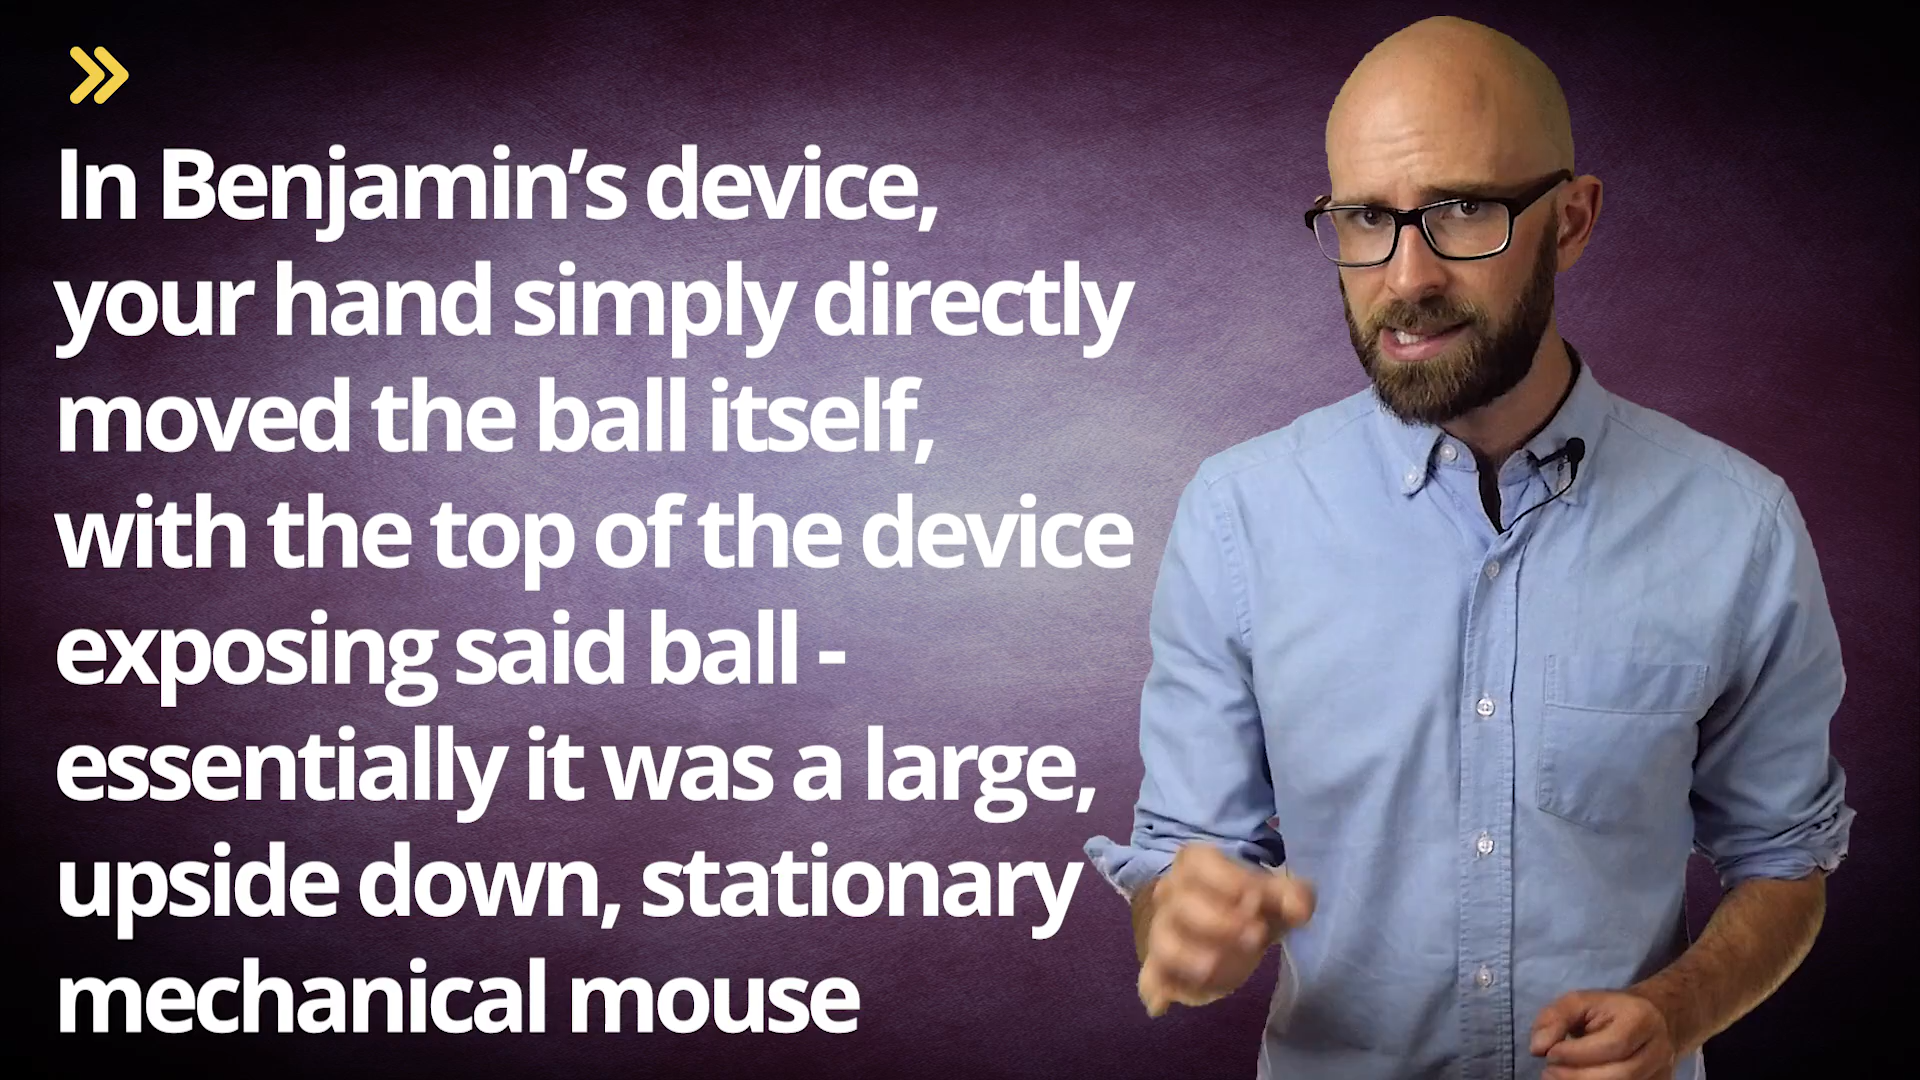 In Benjamin’s device,
your hand simply directly
moved the ball itself,
with the top of the device
exposing said ball -
essentially it was a large,
upside down, stationary
mechanical mouse